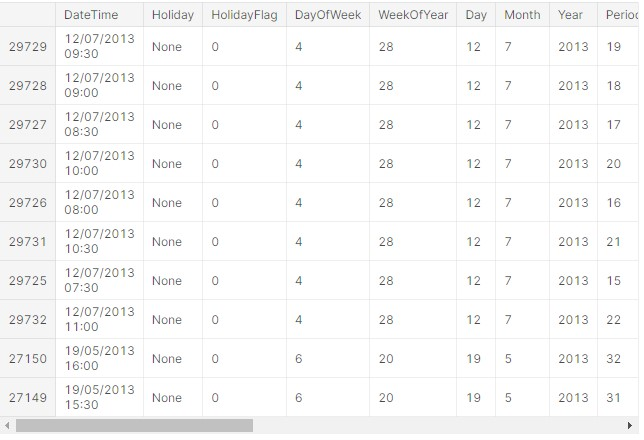 DateTime Holiday HolidayFlag DayOfWeek WeekOfYear Day Month Year Perio
29729 12/07/2013 09:30 None 0 4 28 12 7 2013 19
29728 12/07/2013 09:00 None 0 4 28 12 7 2013 18
29727 12/07/2013 08:30 None 0 4 28 12 7 2013 17
29730 12/07/2013 10:00 None 0 4 28 12 7 2013 20
29726 12/07/2013 08:00 None 0 4 28 12 7 2013 16
29731 12/07/2013 10:30 None 0 4 28 12 7 2013 21
29725 12/07/2013 07:30 None 0 4 28 12 7 2013 15
29732 12/07/2013 11:00 None 0 4 28 12 7 2013 22
27150 19/05/2013 16:00 None 0 6 20 19 5 2013 32
27149 19/05/2013 15:30 None 0 6 20 19 5 2013 31